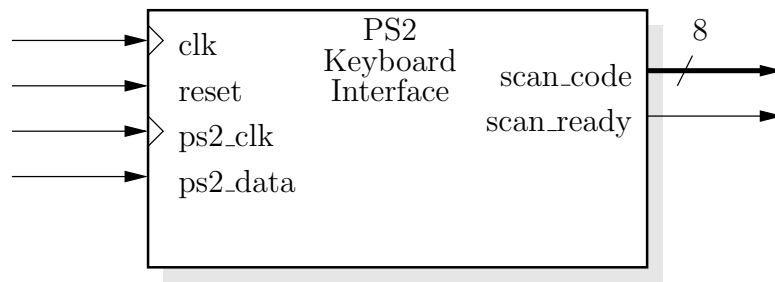 PS2
Keyboard
Interface
clk
reset
ps2_clk
ps2_data
scan_code
scan_ready
8